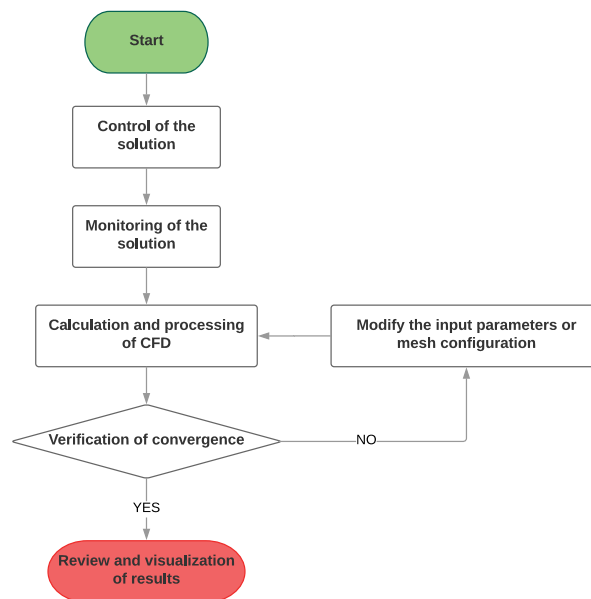 Start
Control of the
solution
Monitoring of the
solution
Calculation and processing
of CFD
Modify the input parameters or
mesh configuration
Verification of convergence
NO
YES
Review and visualization
of results